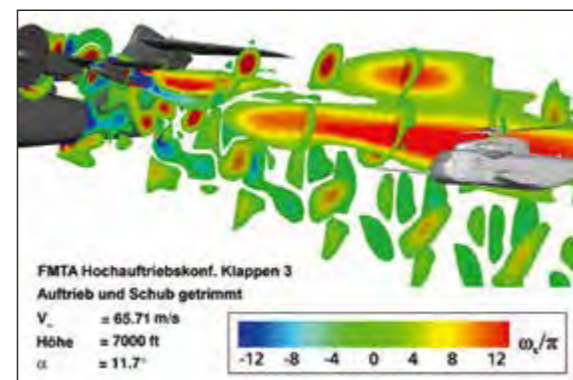 FMTA Hochauftriebskonf. Klappen 3
Auftrieb und Schub getrimmt
V∞ = 65.71 m/s
Höhe = 7000 ft
α = 11.7°
-12 -8 -4 0 4 8 12